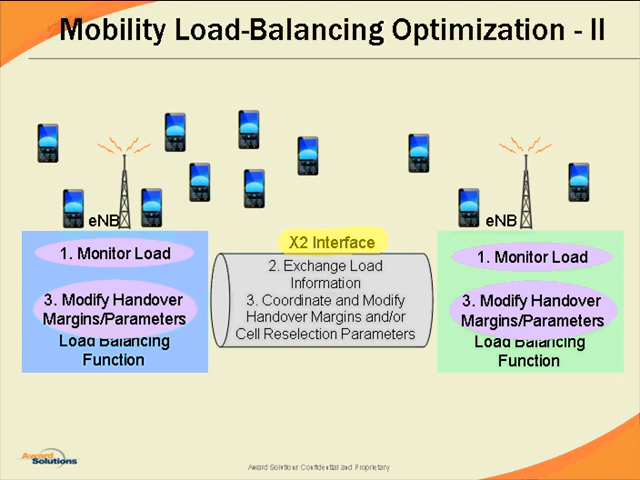 Mobility Load-Balancing Optimization - II
eNB
eNB
1. Monitor Load
3. Modify Handover
Margins/Parameters
Load Balancing
Function
X2 Interface
2. Exchange Load
Information
3. Coordinate and Modify
Handover Margins and/or
Cell Reselection Parameters
1. Monitor Load
3. Modify Handover
Margins/Parameters
Load Balancing
Function
Award
Solutions
Award Solutions Confidential and Proprietary